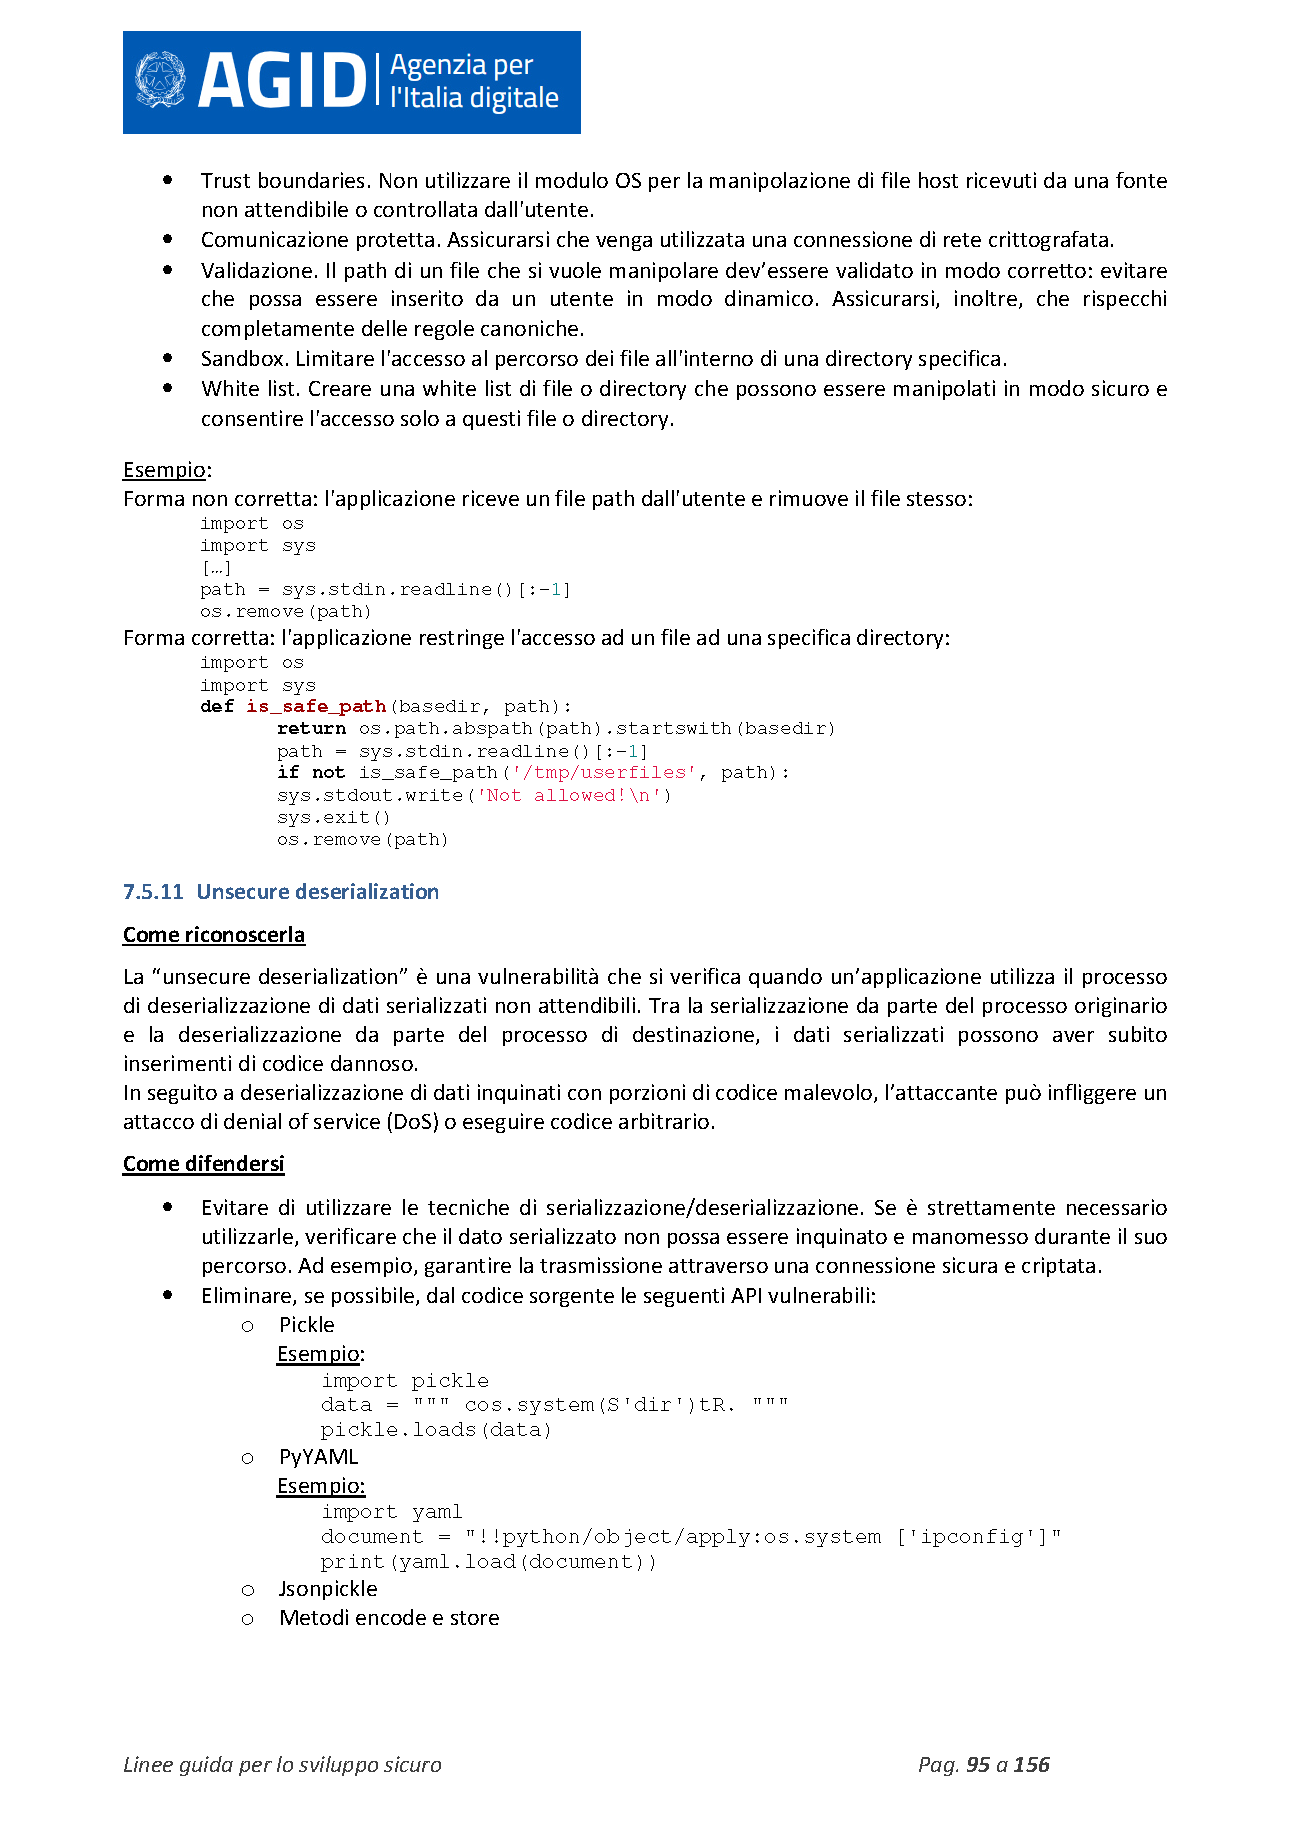 AGID
Agenzia per
l'Italia digitale
• Trust boundaries. Non utilizzare il modulo OS per la manipolazione di file host ricevuti da una fonte
non attendibile o controllata dall'utente.
• Comunicazione protetta. Assicurarsi che venga utilizzata una connessione di rete crittografata.
• Validazione. Il path di un file che si vuole manipolare dev’essere validato in modo corretto: evitare
che possa essere inserito da un utente in modo dinamico. Assicurarsi, inoltre, che rispecchi
completamente delle regole canoniche.
• Sandbox. Limitare l'accesso al percorso dei file all'interno di una directory specifica.
• White list. Creare una white list di file o directory che possono essere manipolati in modo sicuro e
consentire l'accesso solo a questi file o directory.
Esempio:
Forma non corretta: l'applicazione riceve un file path dall'utente e rimuove il file stesso:
import os
import sys
[…]
path = sys.stdin.readline()[:-1]
os.remove(path)
Forma corretta: l'applicazione restringe l'accesso ad un file ad una specifica directory:
import os
import sys
def is_safe_path(basedir, path):
return os.path.abspath(path).startswith(basedir)
path = sys.stdin.readline()[:-1]
if not is_safe_path('/tmp/userfiles', path):
sys.stdout.write('Not allowed!\n')
sys.exit()
os.remove(path)
7.5.11 Unsecure deserialization
Come riconoscerla
La “unsecure deserialization” è una vulnerabilità che si verifica quando un’applicazione utilizza il processo
di deserializzazione di dati serializzati non attendibili. Tra la serializzazione da parte del processo originario
e la deserializzazione da parte del processo di destinazione, i dati serializzati possono aver subito
inserimenti di codice dannoso.
In seguito a deserializzazione di dati inquinati con porzioni di codice malevolo, l’attaccante può infliggere un
attacco di denial of service (DoS) o eseguire codice arbitrario.
Come difendersi
• Evitare di utilizzare le tecniche di serializzazione/deserializzazione. Se è strettamente necessario
utilizzarle, verificare che il dato serializzato non possa essere inquinato e manomesso durante il suo
percorso. Ad esempio, garantire la trasmissione attraverso una connessione sicura e criptata.
• Eliminare, se possibile, dal codice sorgente le seguenti API vulnerabili:
o Pickle
Esempio:
import pickle
data = """ cos.system(S'dir')tR. """
pickle.loads(data)
o PyYAML
Esempio:
import yaml
document = "!!python/object/apply:os.system ['ipconfig']"
print(yaml.load(document))
o Jsonpickle
o Metodi encode e store
Linee guida per lo sviluppo sicuro Pag. 95 a 156